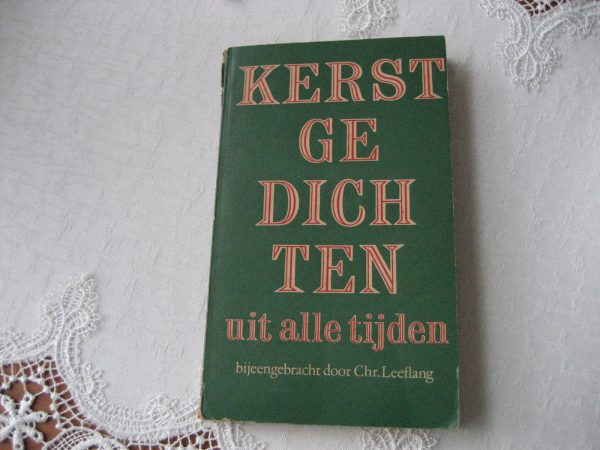 KERST
GE
DICH
TEN
uit alle tijden
bijeengebracht door Chr. Leeflang